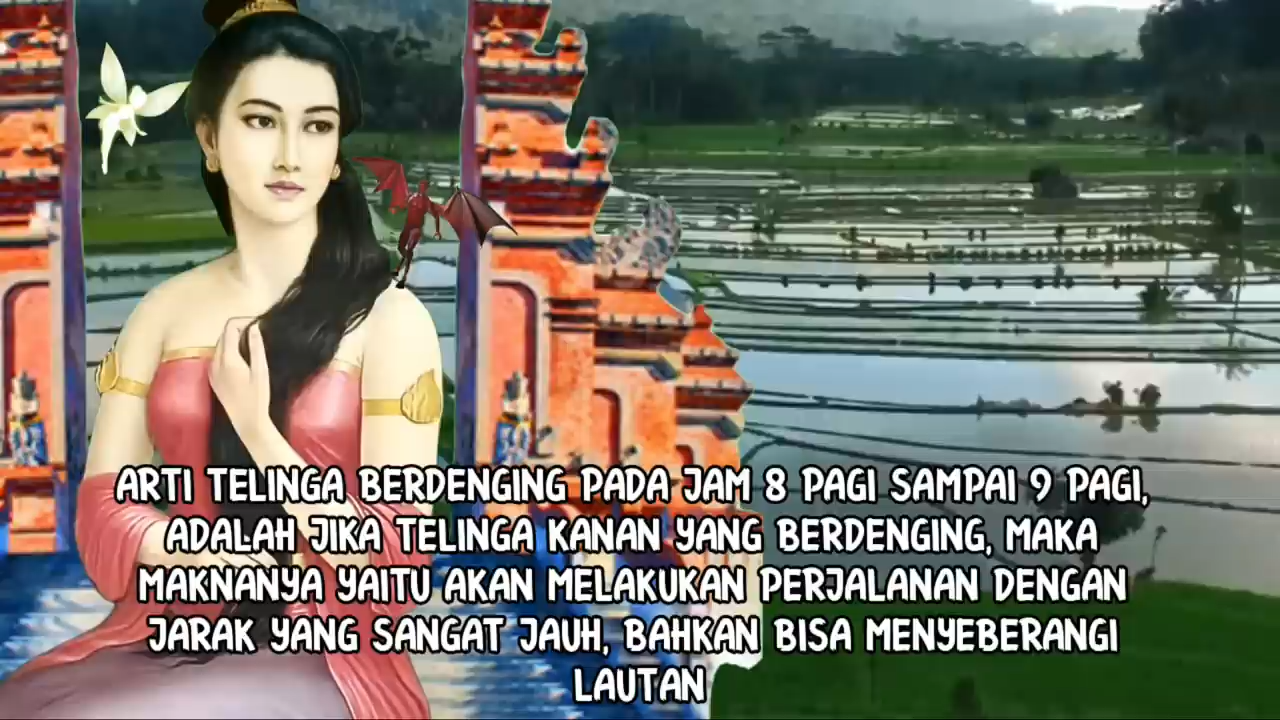 ARTI TELINGA BERDENGING PADA JAM 8 PAGI SAMPAI 9 PAGI,
ADALAH JIKA TELINGA KANAN YANG BERDENGING, MAKA
MAKNANYA YAITU AKAN MELAKUKAN PERJALANAN DENGAN
JARAK YANG SANGAT JAUH, BAHKAN BISA MENYEBERANGI
LAUTAN